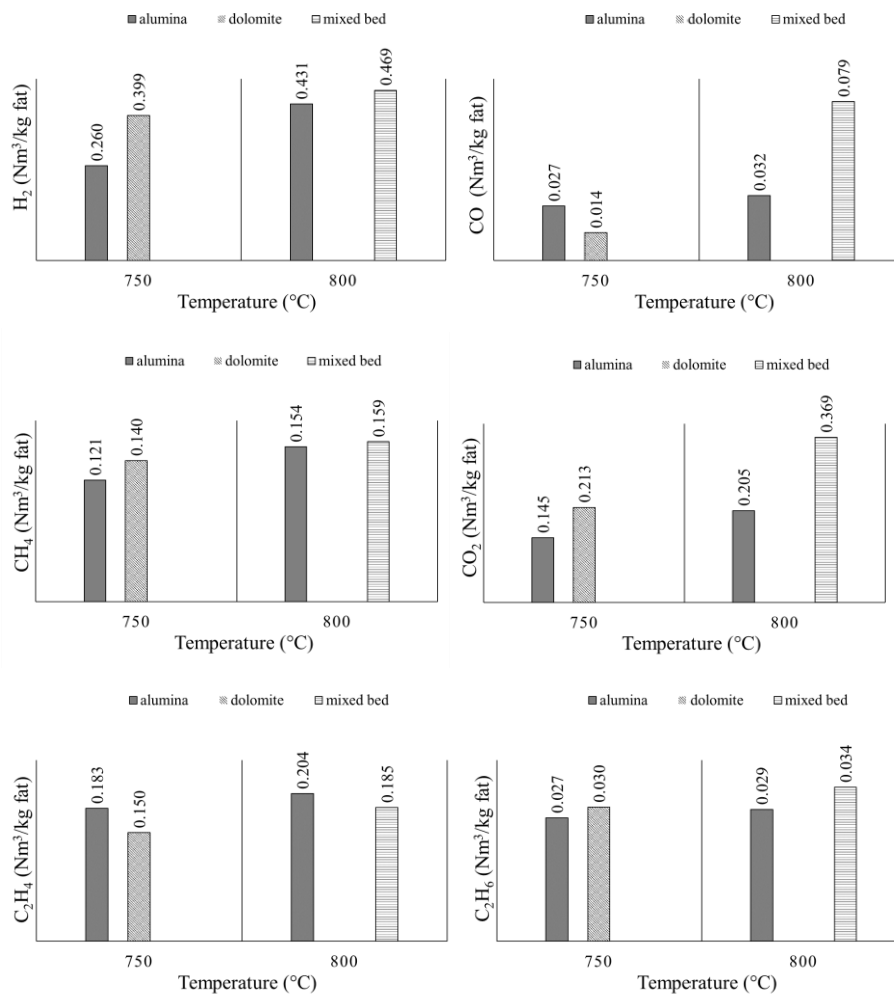 alumina dolomite mixed bed
H₂ (Nm³/kg fat)
0.260
0.399
0.431
0.469
750 800
Temperature (°C)
alumina dolomite mixed bed
CO (Nm³/kg fat)
0.027
0.014
0.032
0.079
750 800
Temperature (°C)
alumina dolomite mixed bed
CH₄ (Nm³/kg fat)
0.121
0.140
0.154
0.159
750 800
Temperature (°C)
alumina dolomite mixed bed
CO₂ (Nm³/kg fat)
0.145
0.213
0.205
0.369
750 800
Temperature (°C)
alumina dolomite mixed bed
C₂H₄ (Nm³/kg fat)
0.183
0.150
0.204
0.185
750 800
Temperature (°C)
alumina dolomite mixed bed
C₂H₆ (Nm³/kg fat)
0.027
0.030
0.029
0.034
750 800
Temperature (°C)